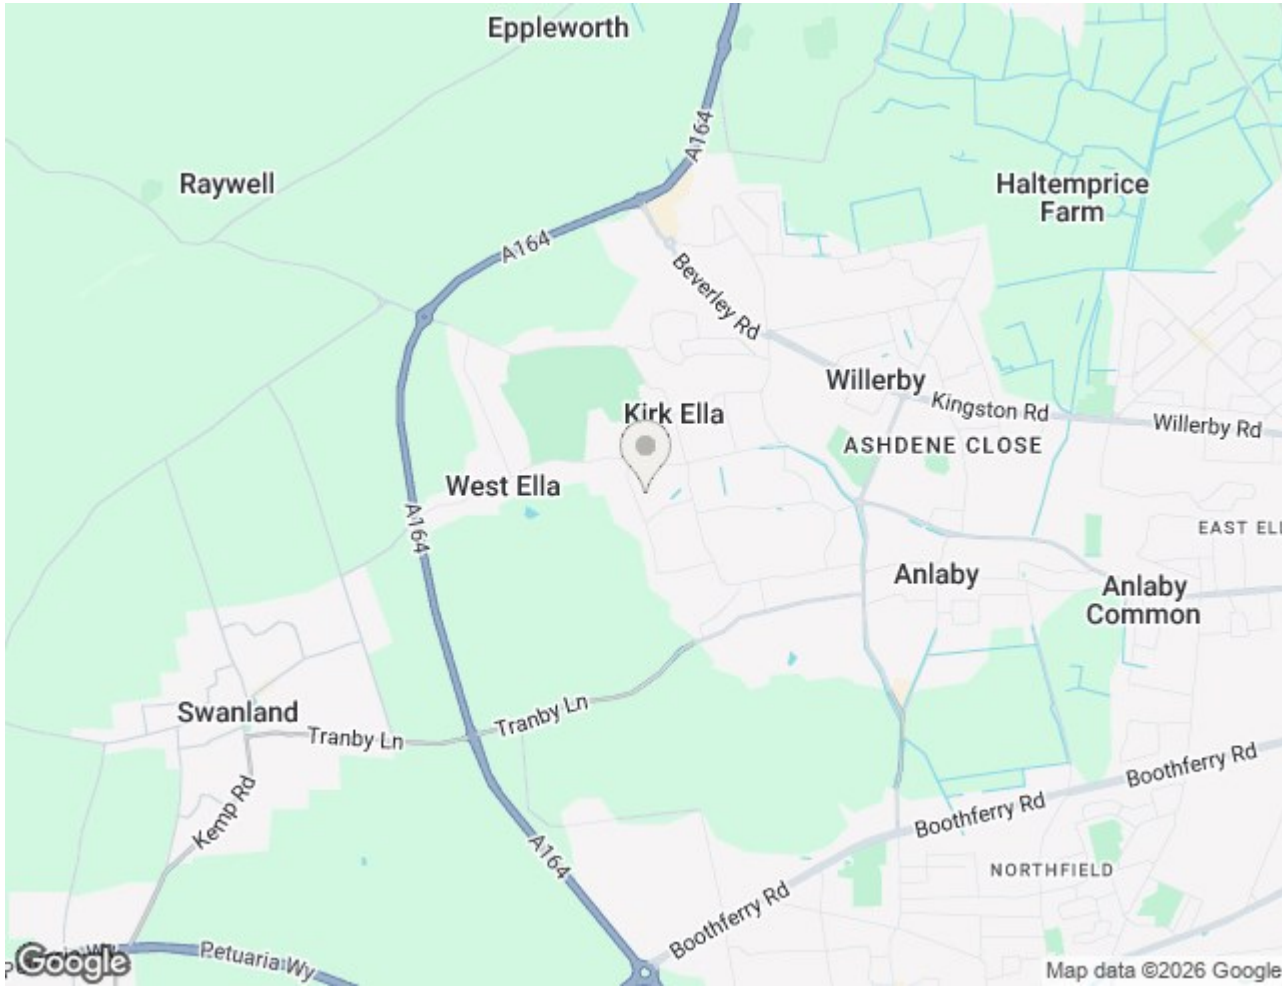 Eppleworth
A164
Raywell
Haltemprice
Farm
A164
Beverley Rd
Willerby
Kingston Rd
Kirk Ella
Willerby Rd
ASHDENE CLOSE
West Ella
A164
EAST ELL
Anlaby
Anlaby
Common
Swanland
Tranby Ln
Tranby Ln
Boothferry Rd
Kemp Rd
Boothferry Rd
A164
NORTHFIELD
Boothferry Rd
Petuaria Wy
Google
Map data ©2026 Google